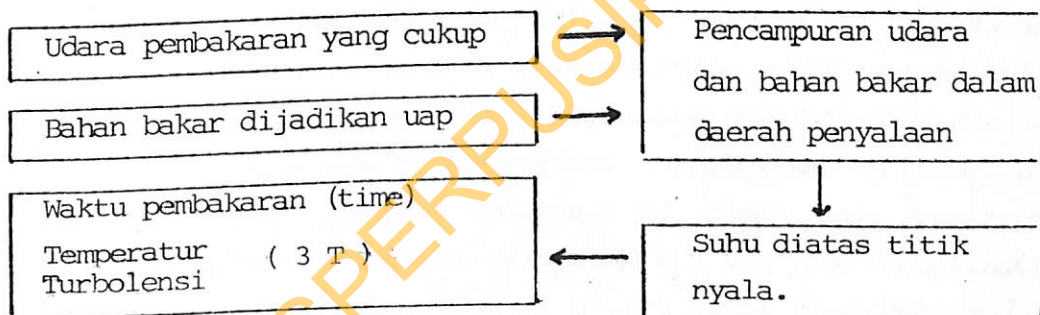 Udara pembakaran yang cukup
Pencampuran udara
dan bahan bakar dalam
daerah penyalaan
Bahan bakar dijadikan uap
Waktu pembakaran (time)
Temperatur ( 3 T )
Turbolensi
Suhu diatas titik
nyala.